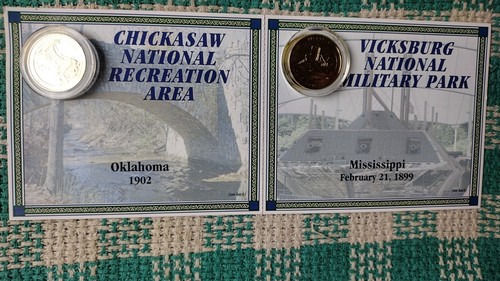 CHICKASAW
NATIONAL
RECREATION
AREA
Oklahoma
1902
VICKSBURG
NATIONAL
MILITARY PARK
Mississippi
February 21, 1899